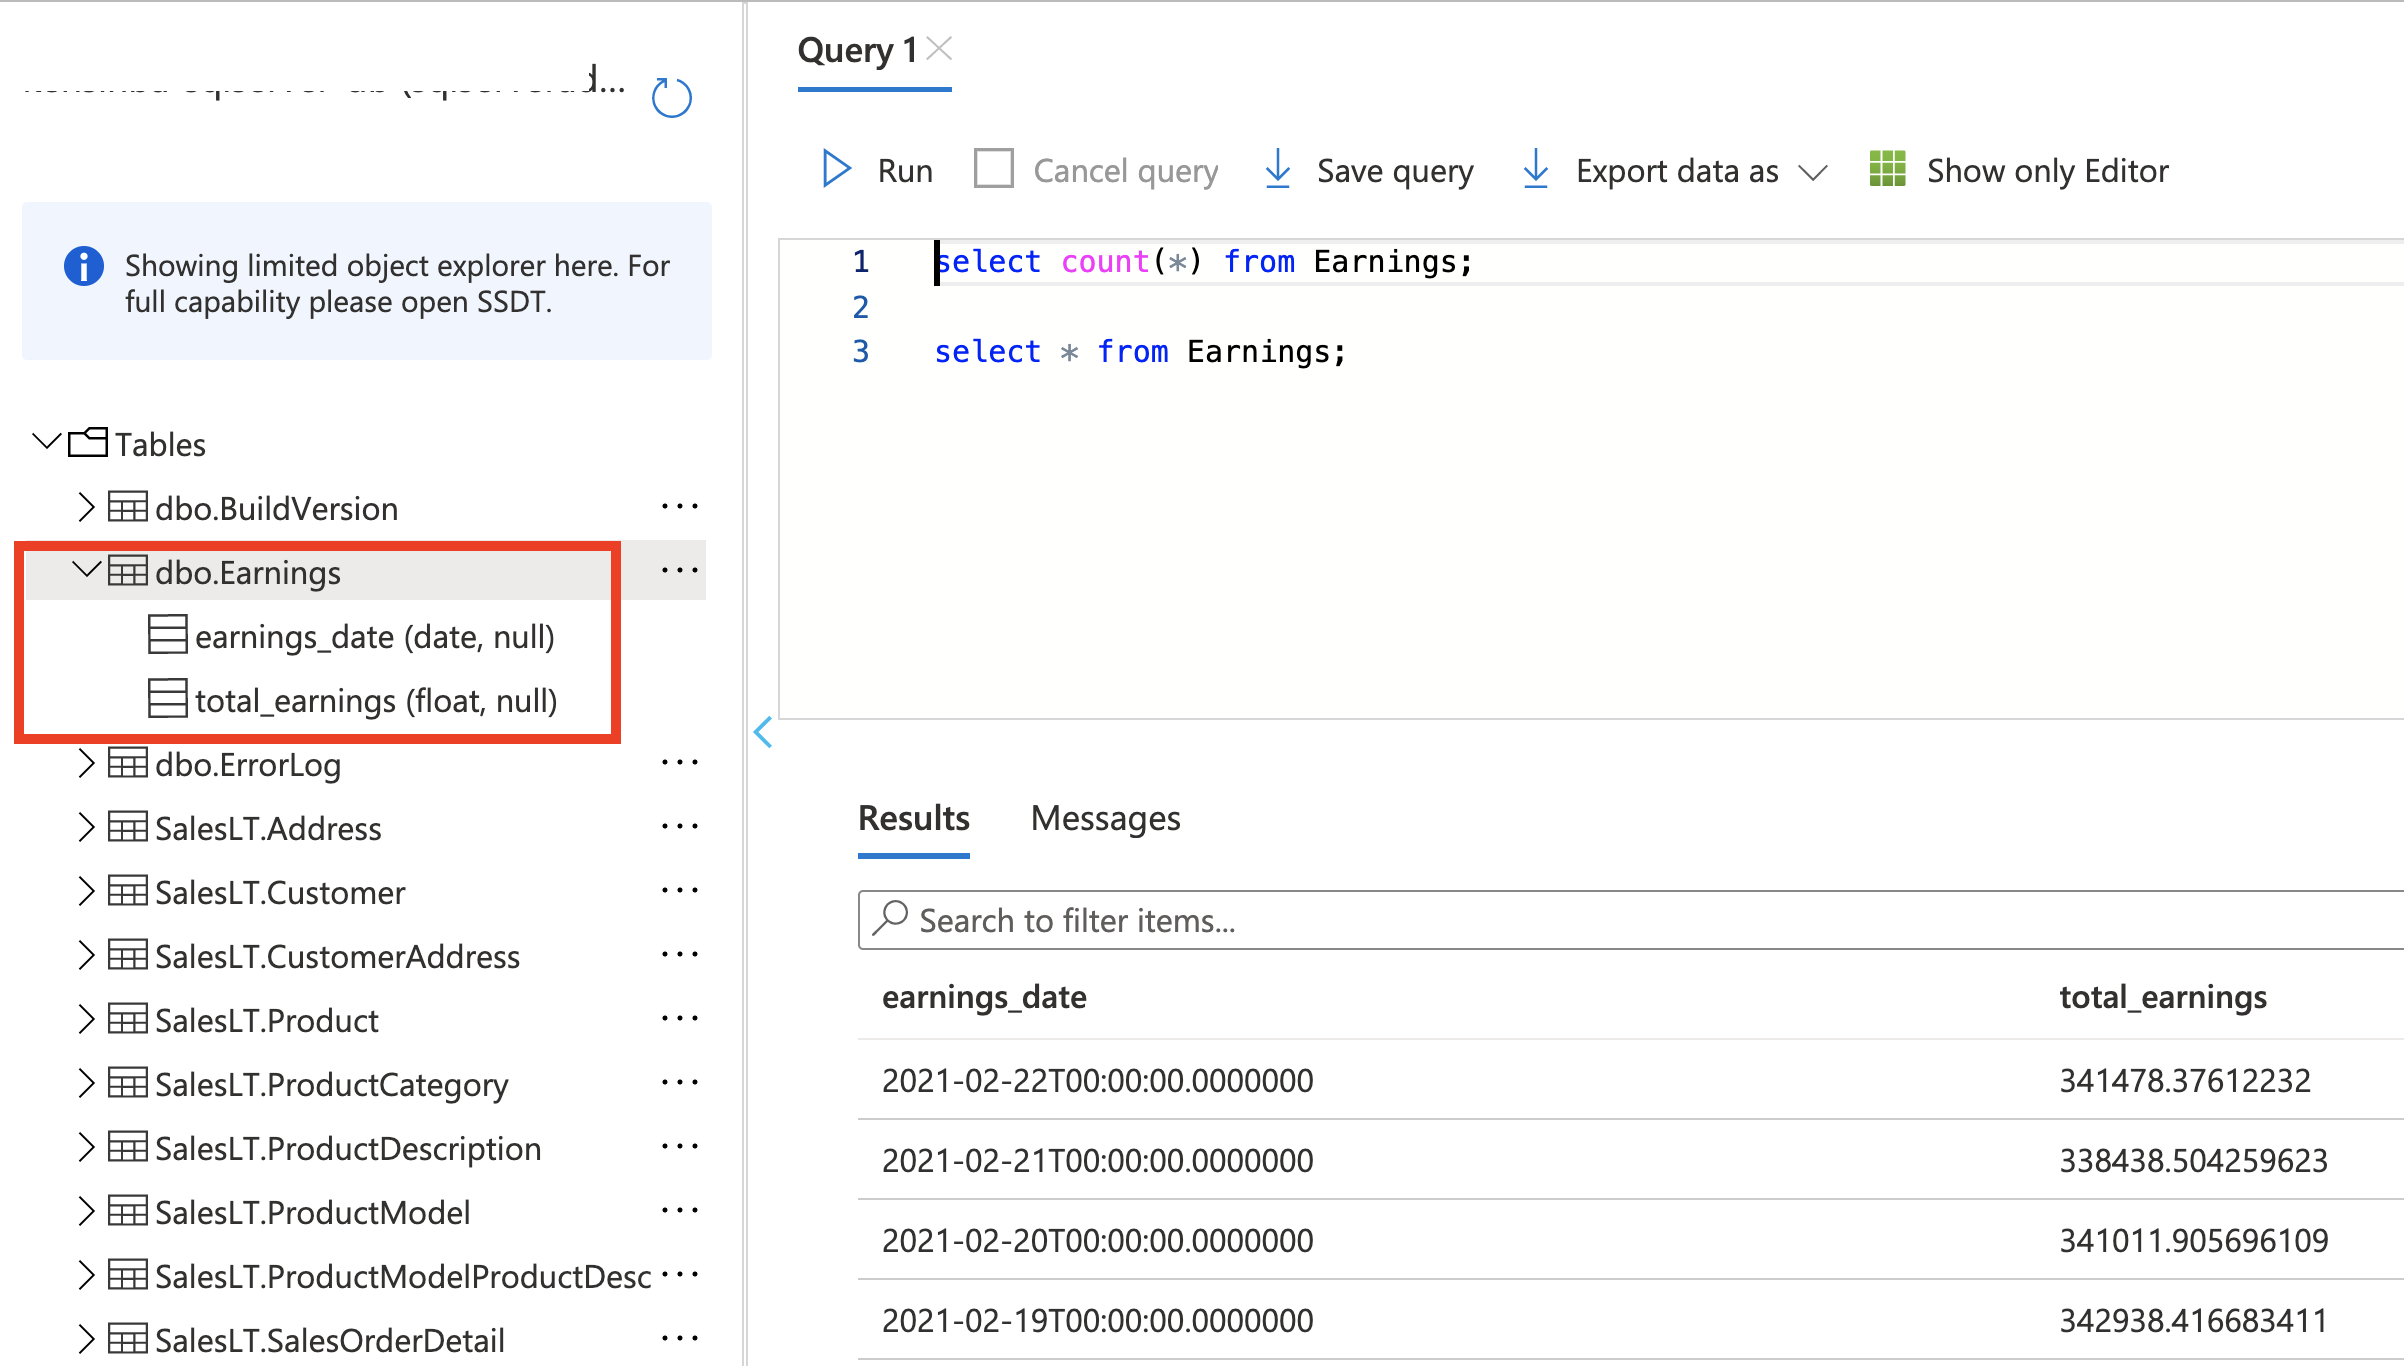 Query 1
Run Cancel query Save query Export data as Show only Editor
Showing limited object explorer here. For
full capability please open SSDT.
Tables
dbo.BuildVersion ...
dbo.Earnings ...
earnings_date (date, null)
total_earnings (float, null)
dbo.ErrorLog ...
SalesLT.Address ...
SalesLT.Customer ...
SalesLT.CustomerAddress ...
SalesLT.Product ...
SalesLT.ProductCategory ...
SalesLT.ProductDescription ...
SalesLT.ProductModel ...
SalesLT.ProductModelProductDesc ...
SalesLT.SalesOrderDetail ...
1 select count(*) from Earnings;
2
3 select * from Earnings;
Results Messages
Search to filter items...
earnings_date total_earnings
2021-02-22T00:00:00.0000000 341478.37612232
2021-02-21T00:00:00.0000000 338438.504259623
2021-02-20T00:00:00.0000000 341011.905696109
2021-02-19T00:00:00.0000000 342938.416683411